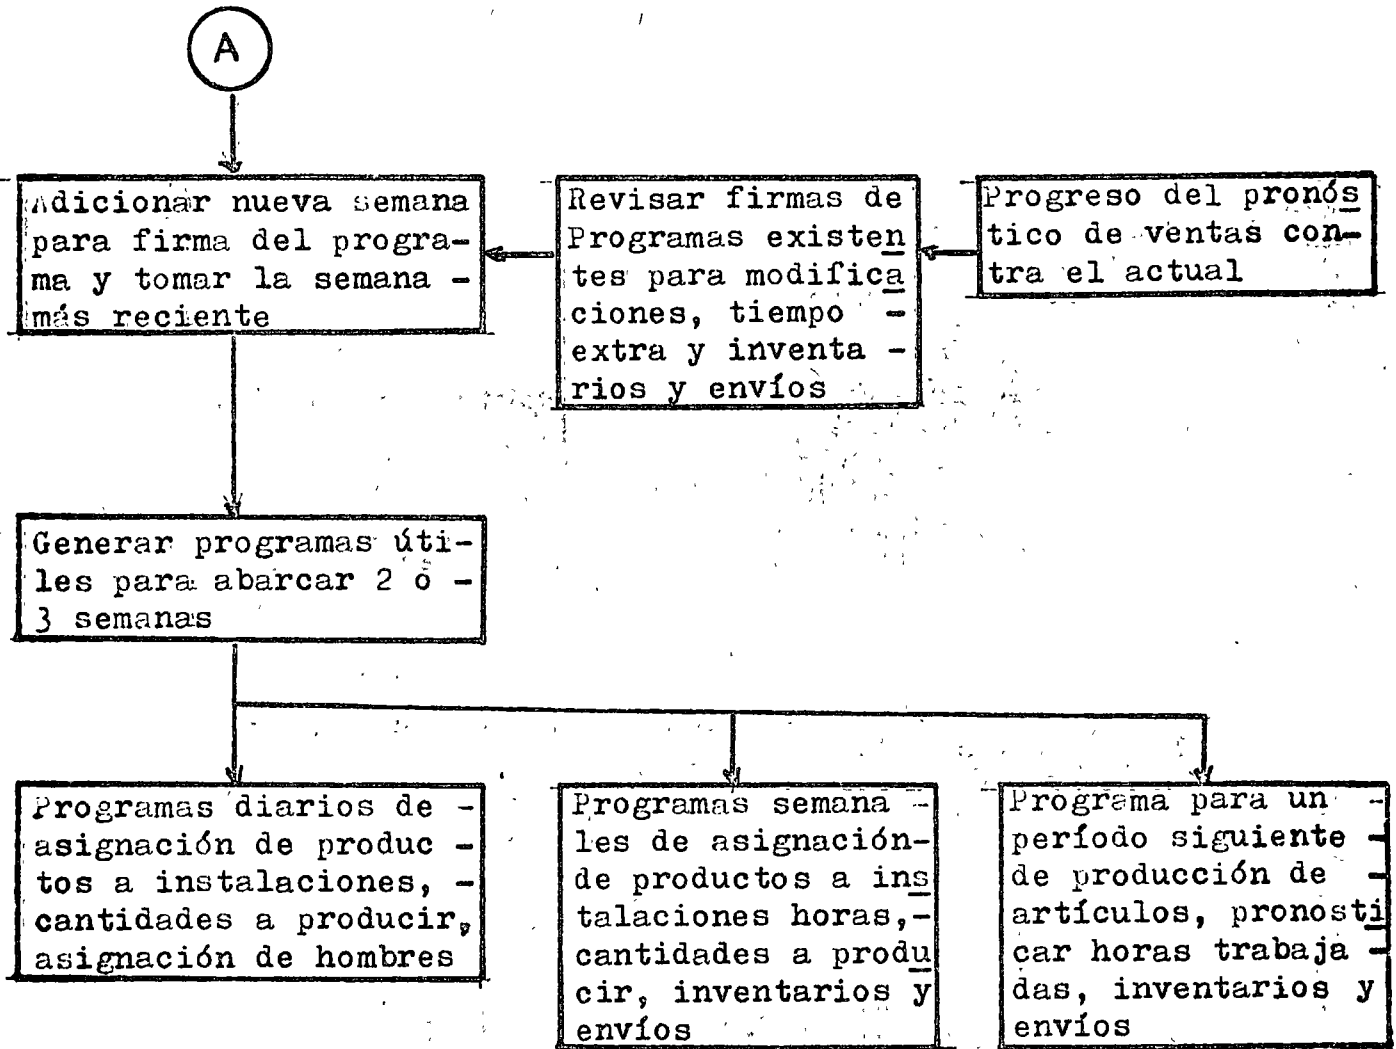 A
Adicionar nueva semana
para firma del progra-
ma y tomar la semana -
más reciente
Revisar firmas de
Programas existen
tes para modifica
ciones, tiempo -
extra y inventa -
rios y envíos
Progreso del pronós
tico de ventas con-
tra el actual
Generar programas úti-
les para abarcar 2 ó -
3 semanas
Programas diarios de -
asignación de produc -
tos a instalaciones, -
cantidades a producir,
asignación de hombres
Programas semana -
les de asignación-
de productos a ins
talaciones horas,-
cantidades a produ
cir, inventarios y
envíos
Programa para un -
período siguiente -
de producción de -
artículos, pronosti
car horas trabaja -
das, inventarios y
envíos